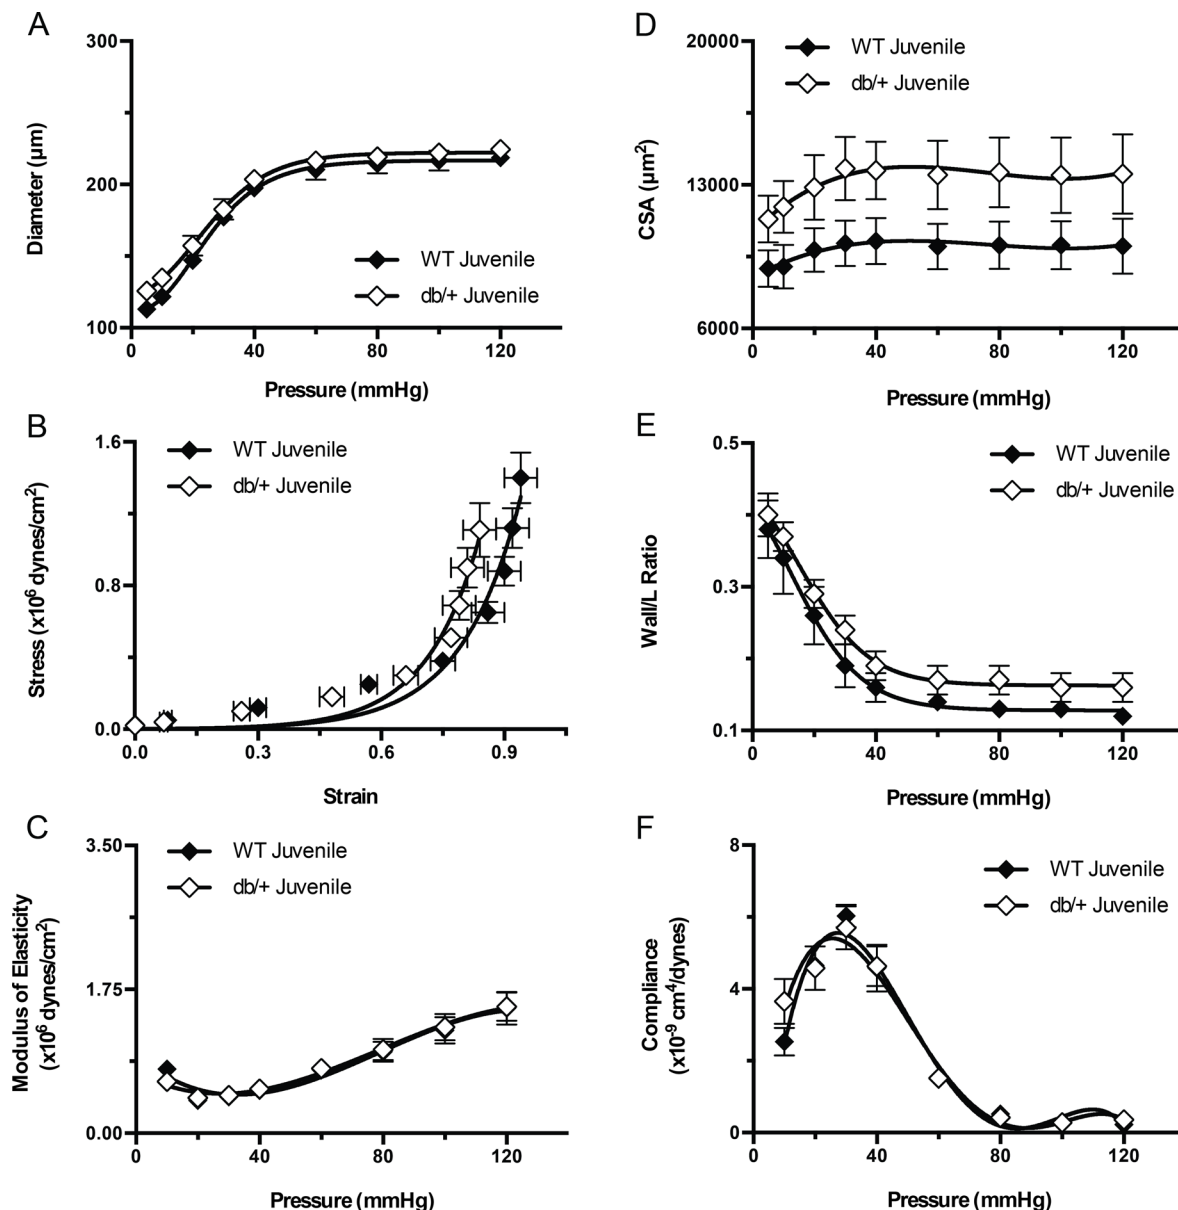 A
300
200
100
Diameter (µm)
WT Juvenile
db/+ Juvenile
0
40
80
120
Pressure (mmHg)
B
1.6
0.8
0.0
Stress (x10⁶ dynes/cm²)
WT Juvenile
db/+ Juvenile
0.0
0.3
0.6
0.9
Strain
C
3.50
1.75
0.00
Modulus of Elasticity
(x10⁶ dynes/cm²)
WT Juvenile
db/+ Juvenile
0
40
80
120
Pressure (mmHg)
D
20000
13000
6000
CSA (µm²)
WT Juvenile
db/+ Juvenile
0
40
80
120
Pressure (mmHg)
E
0.5
0.3
0.1
Wall/L Ratio
WT Juvenile
db/+ Juvenile
0
40
80
120
Pressure (mmHg)
F
8
4
0
Compliance
(x10⁻⁹ cm⁴/dynes)
WT Juvenile
db/+ Juvenile
0
40
80
120
Pressure (mmHg)